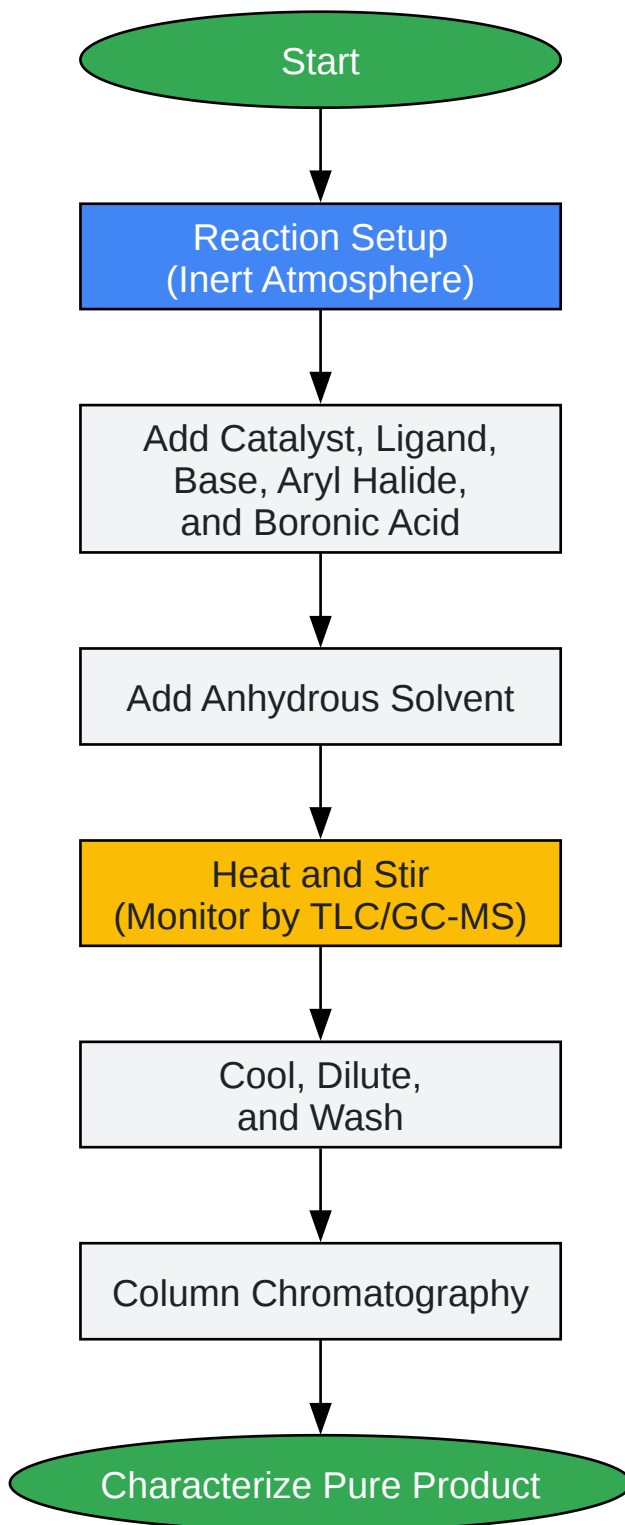 Start
Reaction Setup
(Inert Atmosphere)
Add Catalyst, Ligand,
Base, Aryl Halide,
and Boronic Acid
Add Anhydrous Solvent
Heat and Stir
(Monitor by TLC/GC-MS)
Cool, Dilute,
and Wash
Column Chromatography
Characterize Pure Product